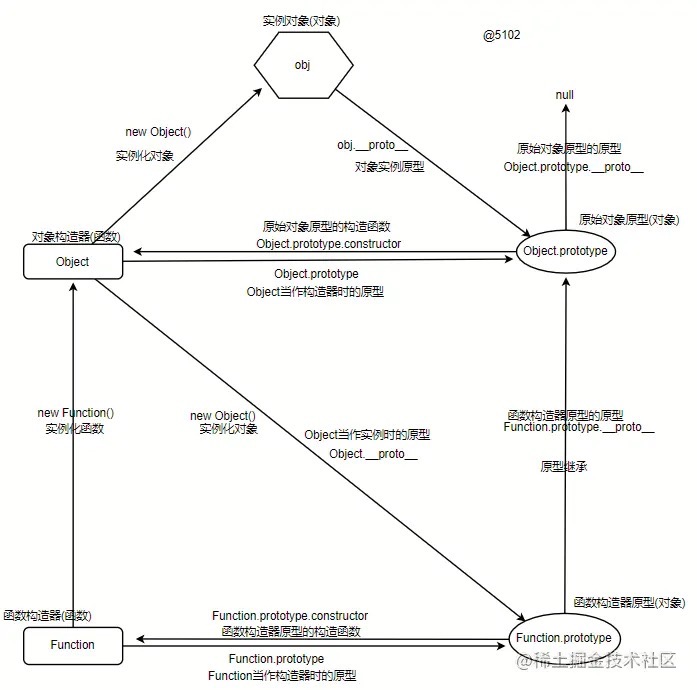 实例对象(对象)
@5102
obj
null
new Object()
实例化对象
obj.__proto__
对象实例原型
原始对象原型的原型
Object.prototype.__proto__
原始对象原型(对象)
对象构造器(函数)
原始对象原型的构造函数
Object.prototype.constructor
Object
Object.prototype
Object.prototype
Object当作构造器时的原型
new Function()
实例化函数
new Object()
实例化对象
Object当作实例时的原型
Object.__proto__
函数构造器原型的原型
Function.prototype.__proto__
原型继承
函数构造器(函数)
函数构造器原型(对象)
Function.prototype.constructor
函数构造器原型的构造函数
Function
Function.prototype
Function.prototype
Function当作构造器时的原型
@稀土掘金技术社区